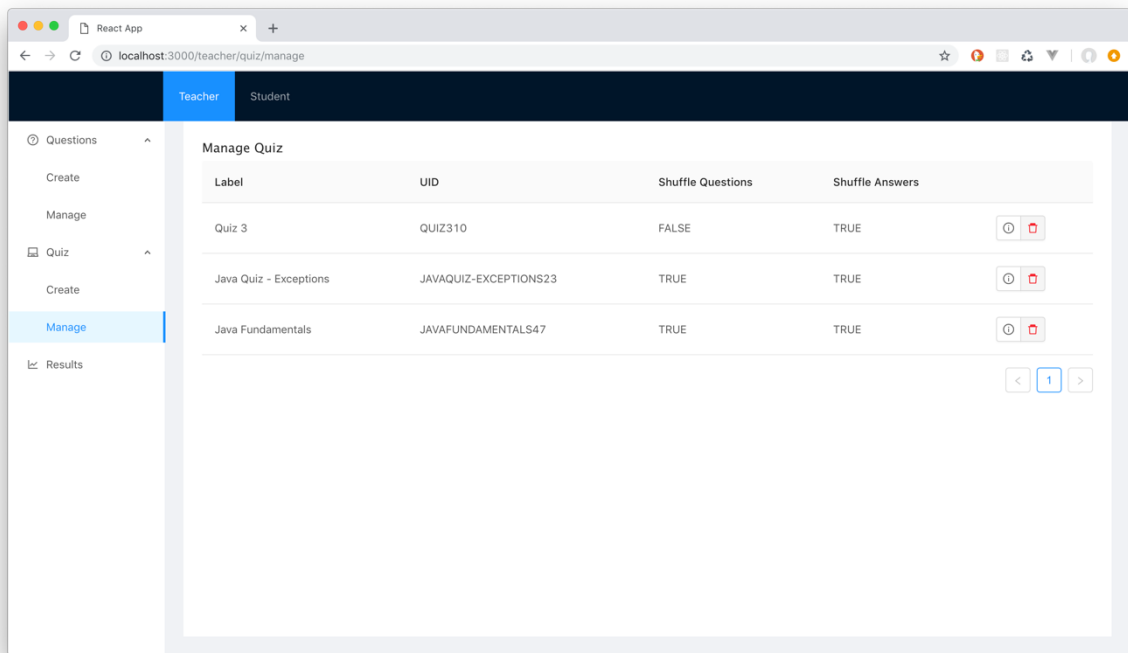 React App
localhost:3000/teacher/quiz/manage
Teacher Student
Questions
Create
Manage
Quiz
Create
Manage
Results
Manage Quiz
Label UID Shuffle Questions Shuffle Answers
Quiz 3 QUIZ310 FALSE TRUE
Java Quiz - Exceptions JAVAQUIZ-EXCEPTIONS23 TRUE TRUE
Java Fundamentals JAVAFUNDAMENTALS47 TRUE TRUE
< 1 >